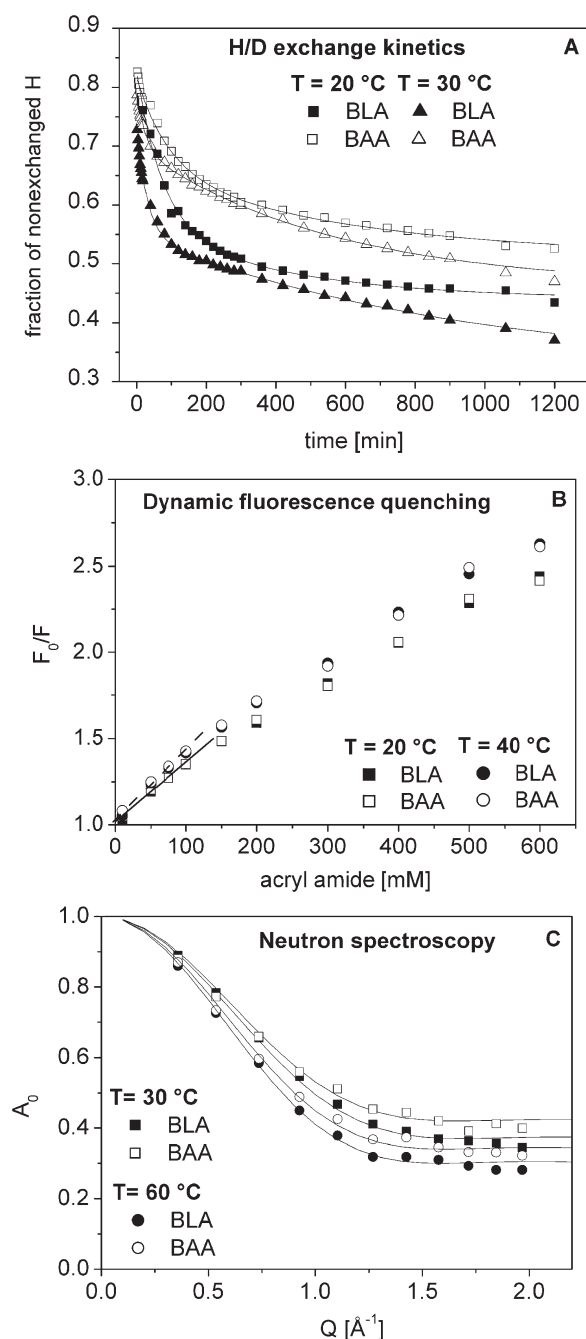 H/D exchange kinetics
A
T = 20 °C T = 30 °C
BLA BLA
BAA BAA
0.9
0.8
0.7
0.6
0.5
0.4
0.3
fraction of nonexchanged H
0 200 400 600 800 1000 1200
time [min]
Dynamic fluorescence quenching
B
3.0
2.5
2.0
1.5
1.0
F0/F
T = 20 °C T = 40 °C
BLA BLA
BAA BAA
0 100 200 300 400 500 600
acryl amide [mM]
Neutron spectroscopy
C
1.0
0.8
0.6
0.4
0.2
0.0
A0
T = 30 °C
BLA
BAA
T= 60 °C
BLA
BAA
0.0 0.5 1.0 1.5 2.0
Q [Å-1]